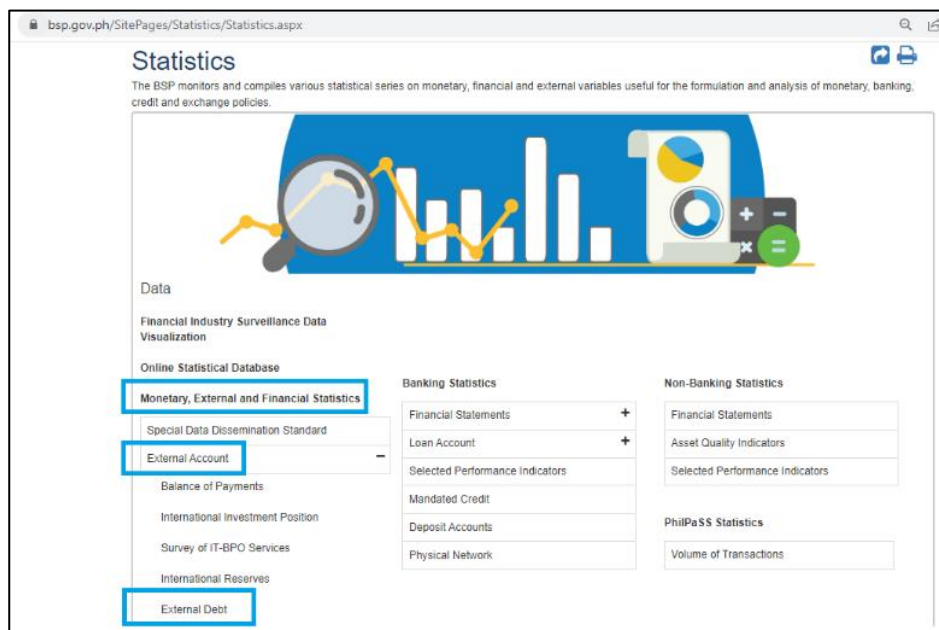 bsp.gov.ph/SitePages/Statistics/Statistics.aspx
Statistics
The BSP monitors and compiles various statistical series on monetary, financial and external variables useful for the formulation and analysis of monetary, banking,
credit and exchange policies.
Data
Financial Industry Surveillance Data
Visualization
Online Statistical Database
Monetary, External and Financial Statistics
Special Data Dissemination Standard
External Account −
Balance of Payments
International Investment Position
Survey of IT-BPO Services
International Reserves
External Debt
Banking Statistics
Financial Statements +
Loan Account +
Selected Performance Indicators
Mandated Credit
Deposit Accounts
Physical Network
Non-Banking Statistics
Financial Statements
Asset Quality Indicators
Selected Performance Indicators
PhilPaSS Statistics
Volume of Transactions